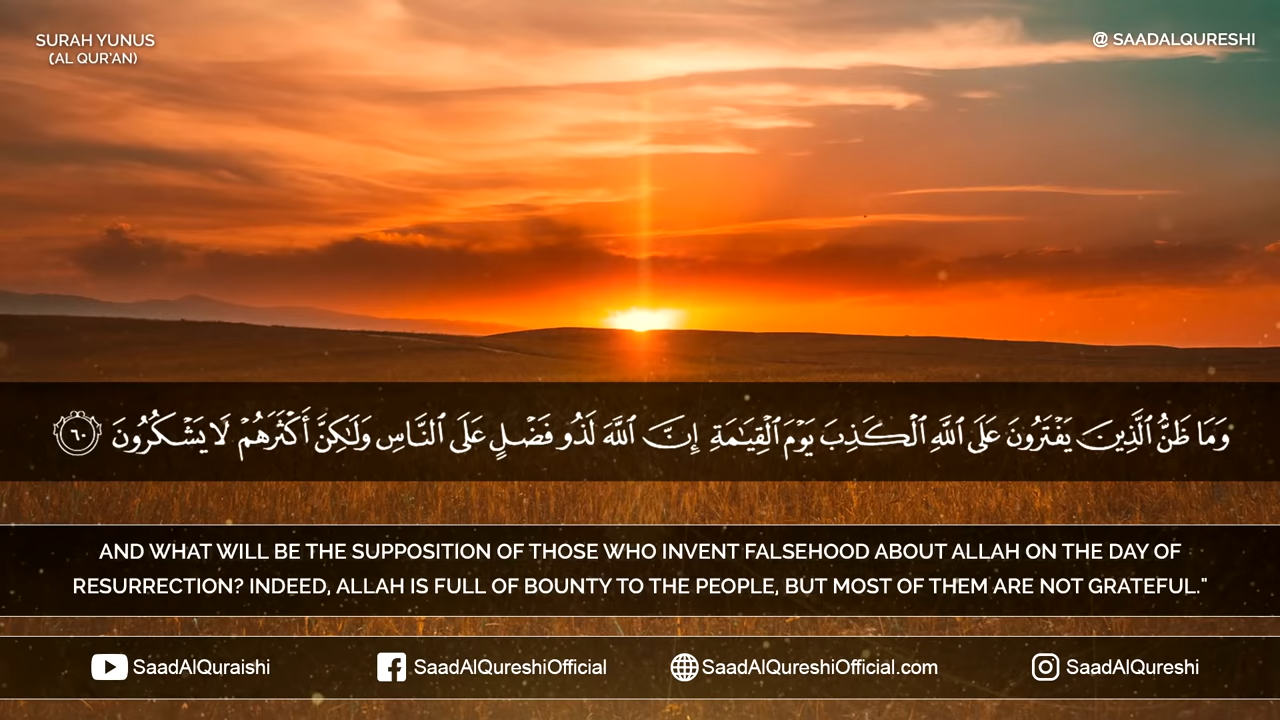 SURAH YUNUS
(AL QUR'AN)
@ SAADALQURESHI
وَمَا ظَنُّ ٱلَّذِينَ يَفْتَرُونَ عَلَى ٱللَّهِ ٱلْكَذِبَ يَوْمَ ٱلْقِيَـٰمَةِ إِنَّ ٱللَّهَ لَذُو فَضْلٍ عَلَى ٱلنَّاسِ وَلَـٰكِنَّ أَكْثَرَهُمْ لَا يَشْكُرُونَ ٦٠
AND WHAT WILL BE THE SUPPOSITION OF THOSE WHO INVENT FALSEHOOD ABOUT ALLAH ON THE DAY OF
RESURRECTION? INDEED, ALLAH IS FULL OF BOUNTY TO THE PEOPLE, BUT MOST OF THEM ARE NOT GRATEFUL."
SaadAlQuraishi SaadAlQureshiOfficial SaadAlQureshiOfficial.com SaadAlQureshi